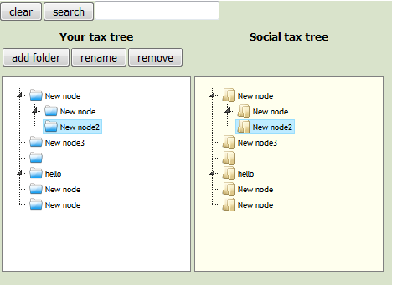 clear search
Your tax tree
Social tax tree
add folder rename remove
New node
New node
New node2
New node3
hello
New node
New node
New node
New node
New node2
New node3
hello
New node
New node